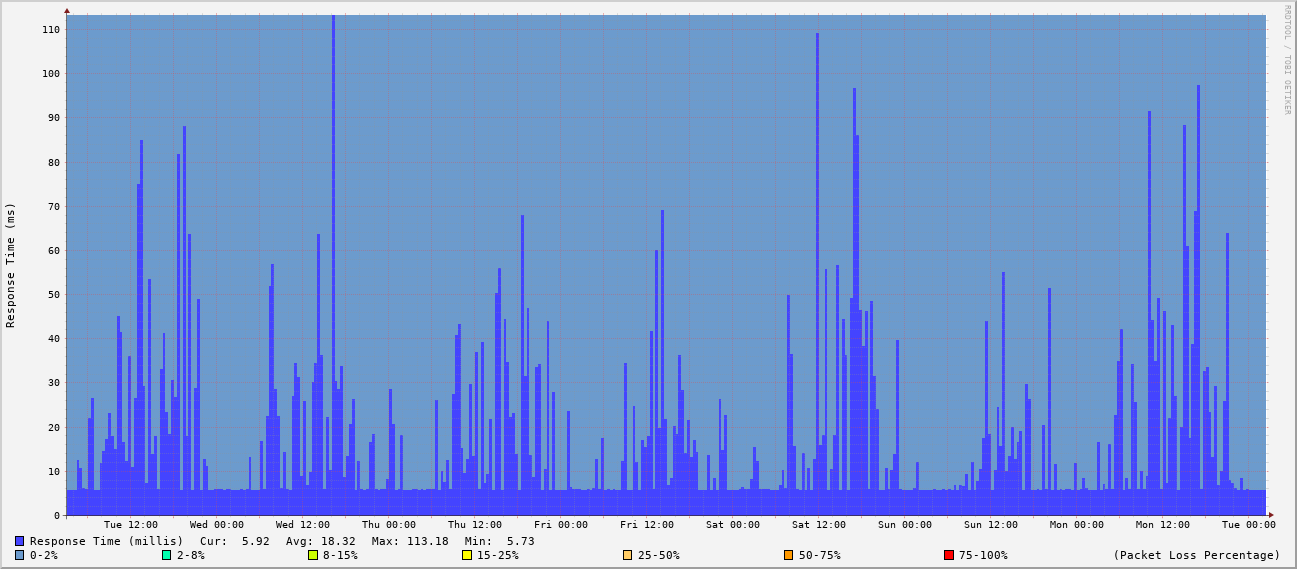 RRDTOOL / TOBI OETIKER
Response Time (ms)
110
100
90
80
70
60
50
40
30
20
10
0
Tue 12:00 Wed 00:00 Wed 12:00 Thu 00:00 Thu 12:00 Fri 00:00 Fri 12:00 Sat 00:00 Sat 12:00 Sun 00:00 Sun 12:00 Mon 00:00 Mon 12:00 Tue 00:00
Response Time (millis) Cur: 5.92 Avg: 18.32 Max: 113.18 Min: 5.73
0-2% 2-8% 8-15% 15-25% 25-50% 50-75% 75-100% (Packet Loss Percentage)